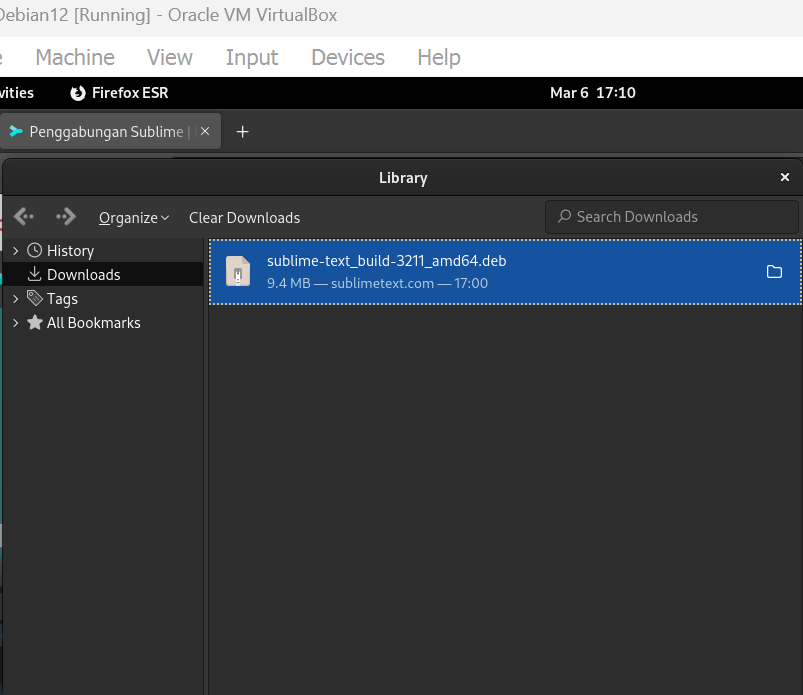 Debian12 [Running] - Oracle VM VirtualBox
Machine View Input Devices Help
Firefox ESR Mar 6 17:10
Penggabungan Sublime |
Library
Organize Clear Downloads Search Downloads
History
Downloads
Tags
All Bookmarks
sublime-text_build-3211_amd64.deb
9.4 MB — sublimetext.com — 17:00